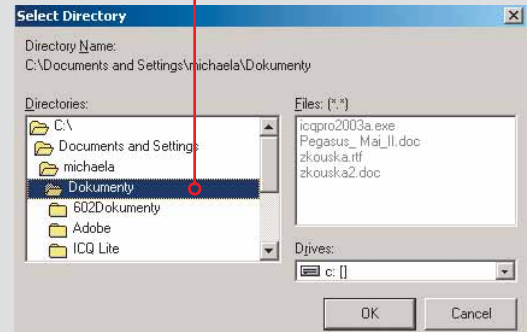 Select Directory
Directory Name:
C:\Documents and Settings\michaela\Dokumenty
Directories:
C:\
Documents and Settings
michaela
Dokumenty
602Dokumenty
Adobe
ICQ Lite
Files: (*.*)
icqpro2003a.exe
Pegasus_ Mai_II.doc
zkouska.rtf
zkouska2.doc
Drives:
c: []
OK
Cancel